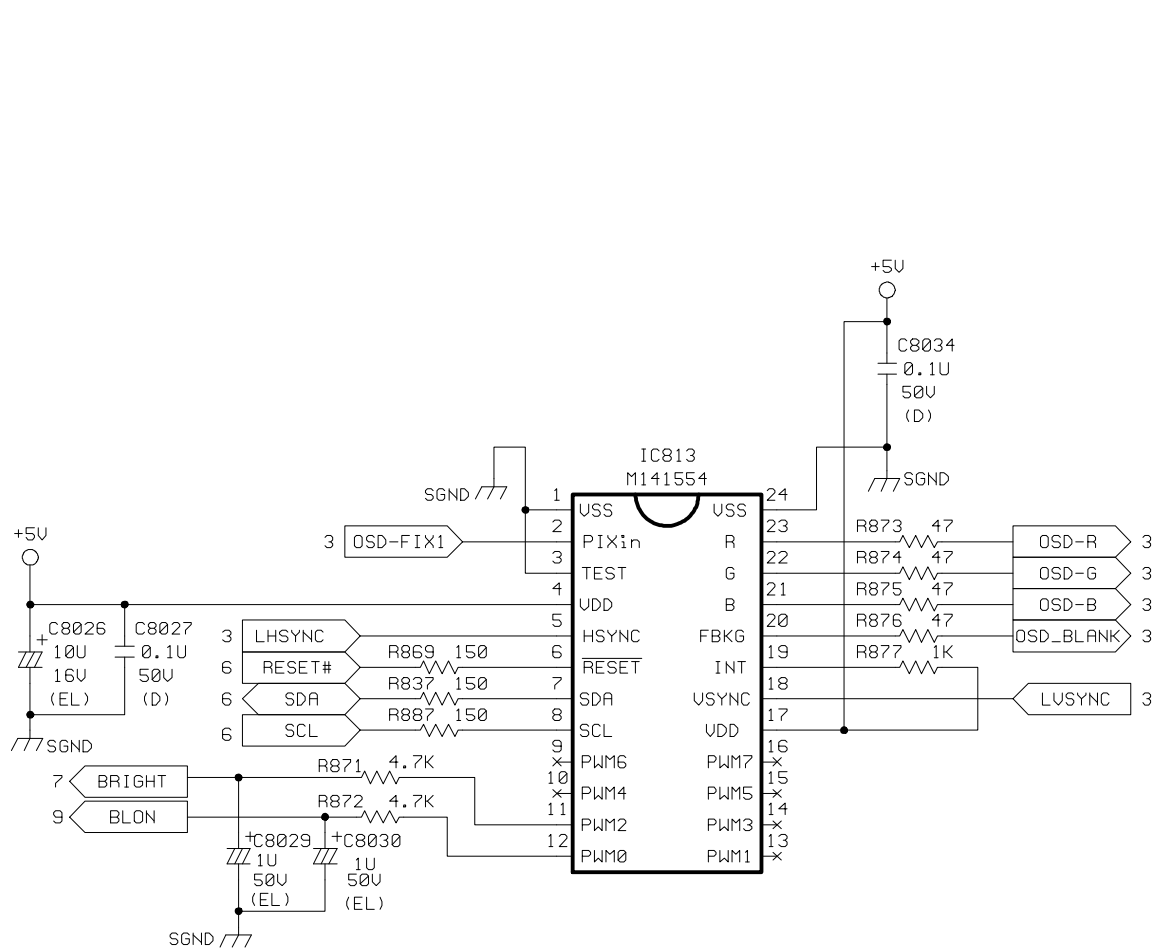 +5V
C8034
0.1U
50V
(D)
SGND
IC813
M141554
SGND
1 VSS
2 PIXin
3 TEST
4 VDD
5 HSYNC
6 RESET
7 SDA
8 SCL
9 PWM6
10 PWM4
11 PWM2
12 PWM0
24 VSS
23 R
22 G
21 B
20 FBKG
19 INT
18 VSYNC
17 VDD
16 PWM7
15 PWM5
14 PWM3
13 PWM1
3 OSD-FIX1
+5V
C8026
10U
16V
(EL)
C8027
0.1U
50V
(D)
SGND
3 LHSYNC
6 RESET# R869 150
6 SDA R837 150
6 SCL R887 150
7 BRIGHT R871 4.7K
9 BLON R872 4.7K
+C8029
1U
50V
(EL)
+C8030
1U
50V
(EL)
SGND
R873 47 OSD-R 3
R874 47 OSD-G 3
R875 47 OSD-B 3
R876 47 OSD_BLANK 3
R877 1K
LVSYNC 3